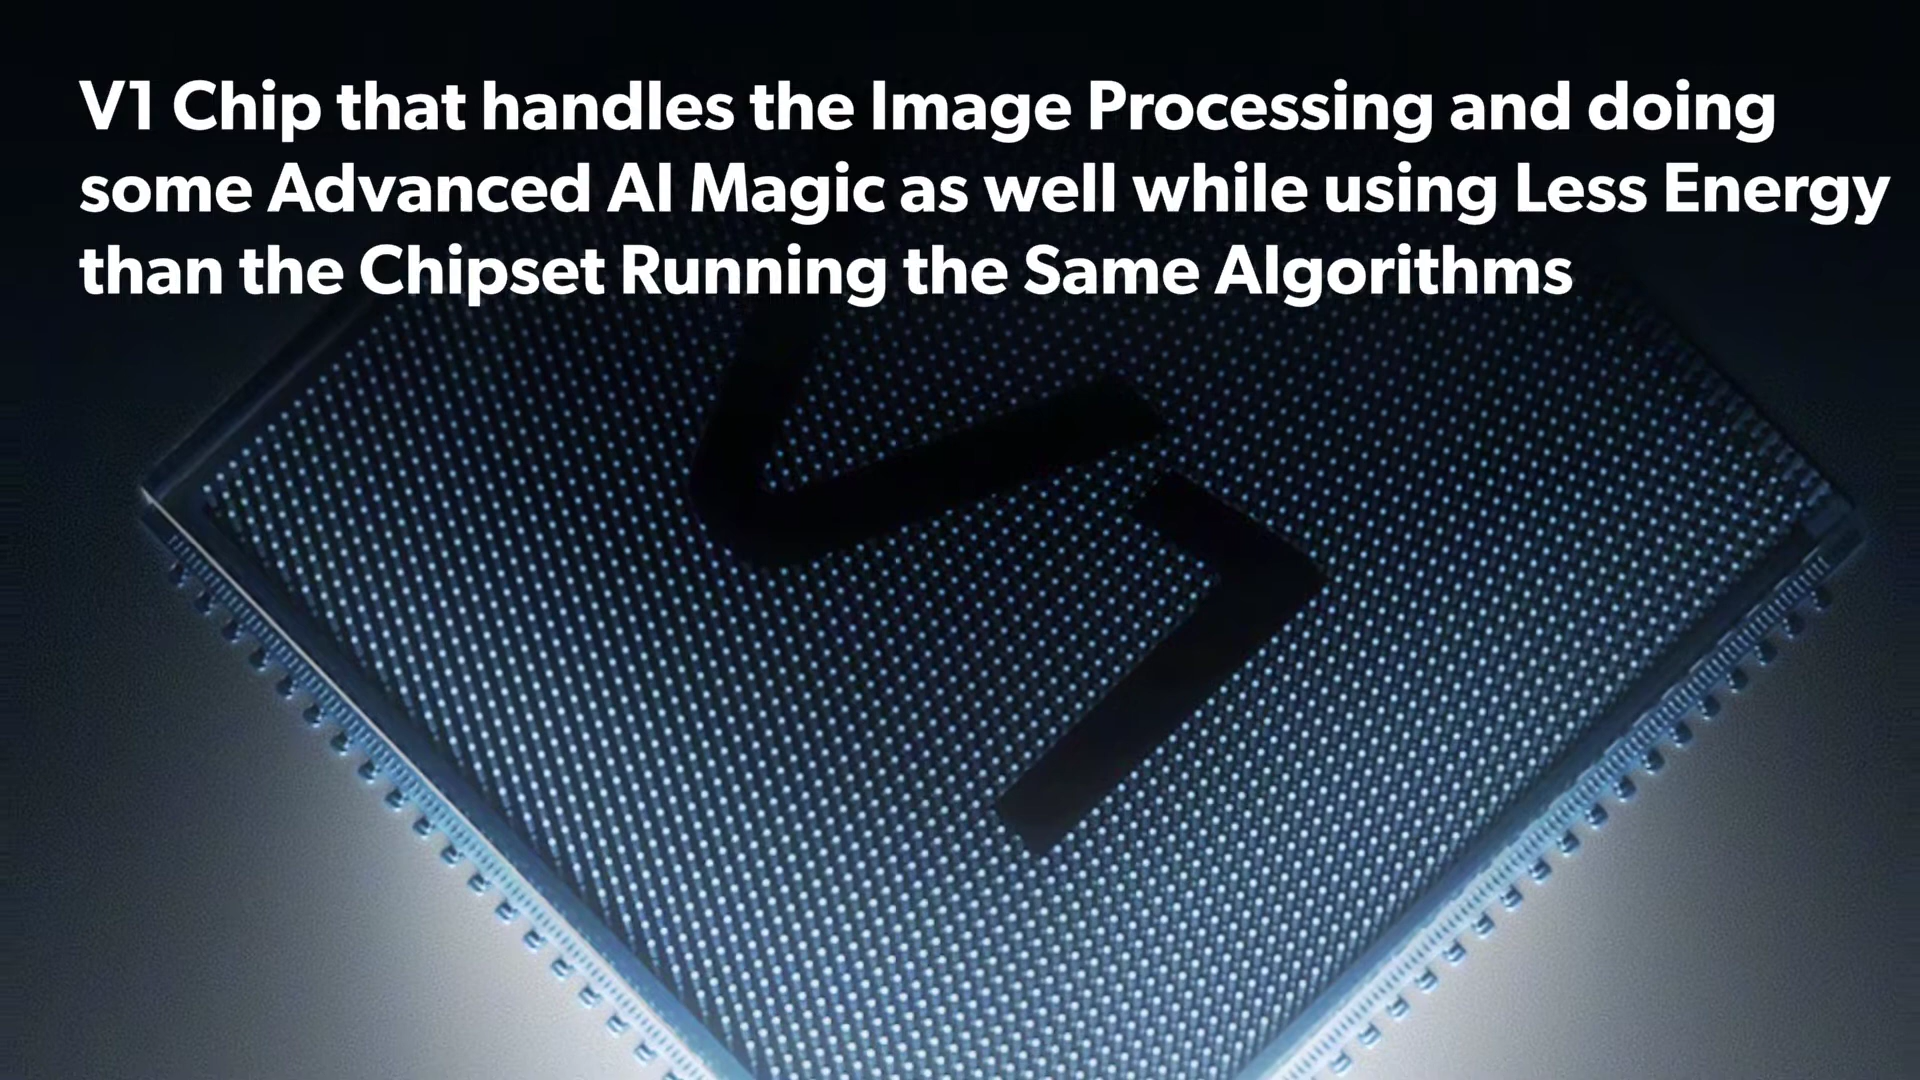 V1 Chip that handles the Image Processing and doing
some Advanced AI Magic as well while using Less Energy
than the Chipset Running the Same Algorithms
V1